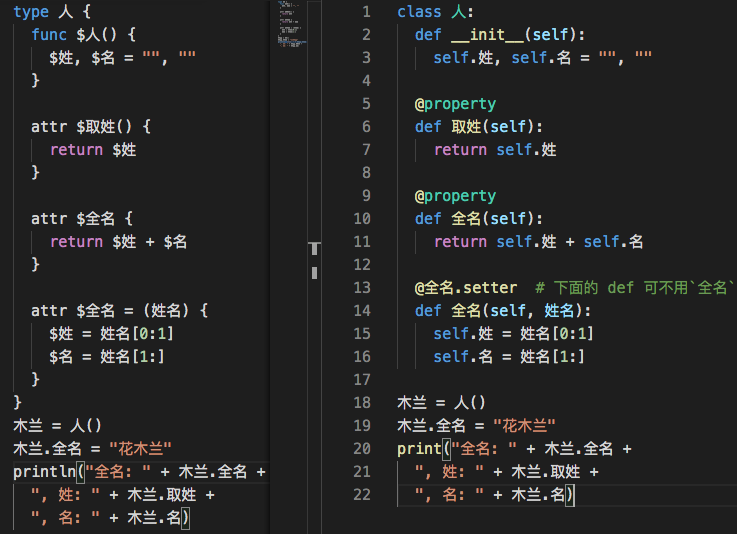 type 人 {
func $人() {
$姓, $名 = "", ""
}
attr $取姓() {
return $姓
}
attr $全名 {
return $姓 + $名
}
attr $全名 = (姓名) {
$姓 = 姓名[0:1]
$名 = 姓名[1:]
}
}
木兰 = 人()
木兰.全名 = "花木兰"
println("全名: " + 木兰.全名 +
", 姓: " + 木兰.取姓 +
", 名: " + 木兰.名)
1 class 人:
2 def __init__(self):
3 self.姓, self.名 = "", ""
4
5 @property
6 def 取姓(self):
7 return self.姓
8
9 @property
10 def 全名(self):
11 return self.姓 + self.名
12
13 @全名.setter # 下面的 def 可不用`全名`
14 def 全名(self, 姓名):
15 self.姓 = 姓名[0:1]
16 self.名 = 姓名[1:]
17
18 木兰 = 人()
19 木兰.全名 = "花木兰"
20 print("全名: " + 木兰.全名 +
21 ", 姓: " + 木兰.取姓 +
22 ", 名: " + 木兰.名)